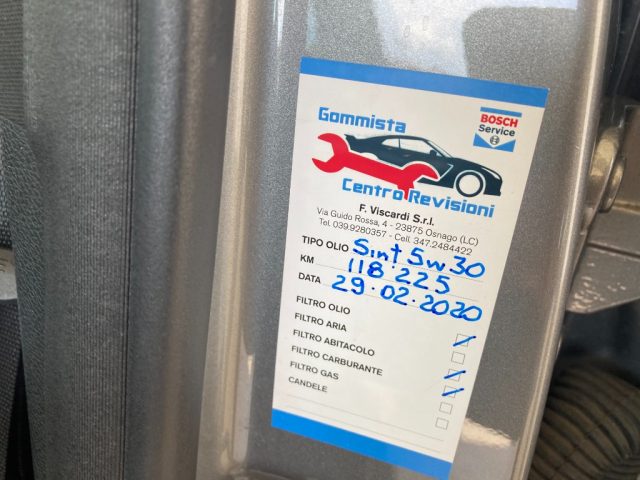 Gommista
BOSCH
Service
Centro Revisioni
F. Viscardi S.r.l.
Via Guido Rossa, 4 - 23875 Osnago (LC)
Tel. 039.9280357 - Cell. 347.2484422
TIPO OLIO Sint 5w30
KM 118.225
DATA 29.02.2020
FILTRO OLIO
FILTRO ARIA
FILTRO ABITACOLO
FILTRO CARBURANTE
FILTRO GAS
CANDELE